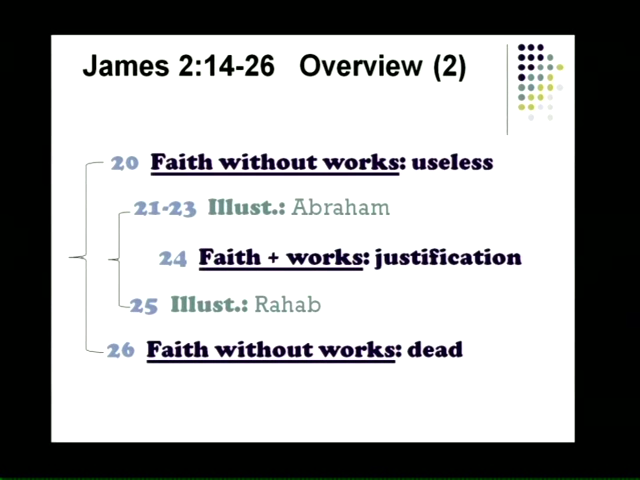 James 2:14-26 Overview (2)
20 Faith without works: useless
21-23 Illust.: Abraham
24 Faith + works: justification
25 Illust.: Rahab
26 Faith without works: dead